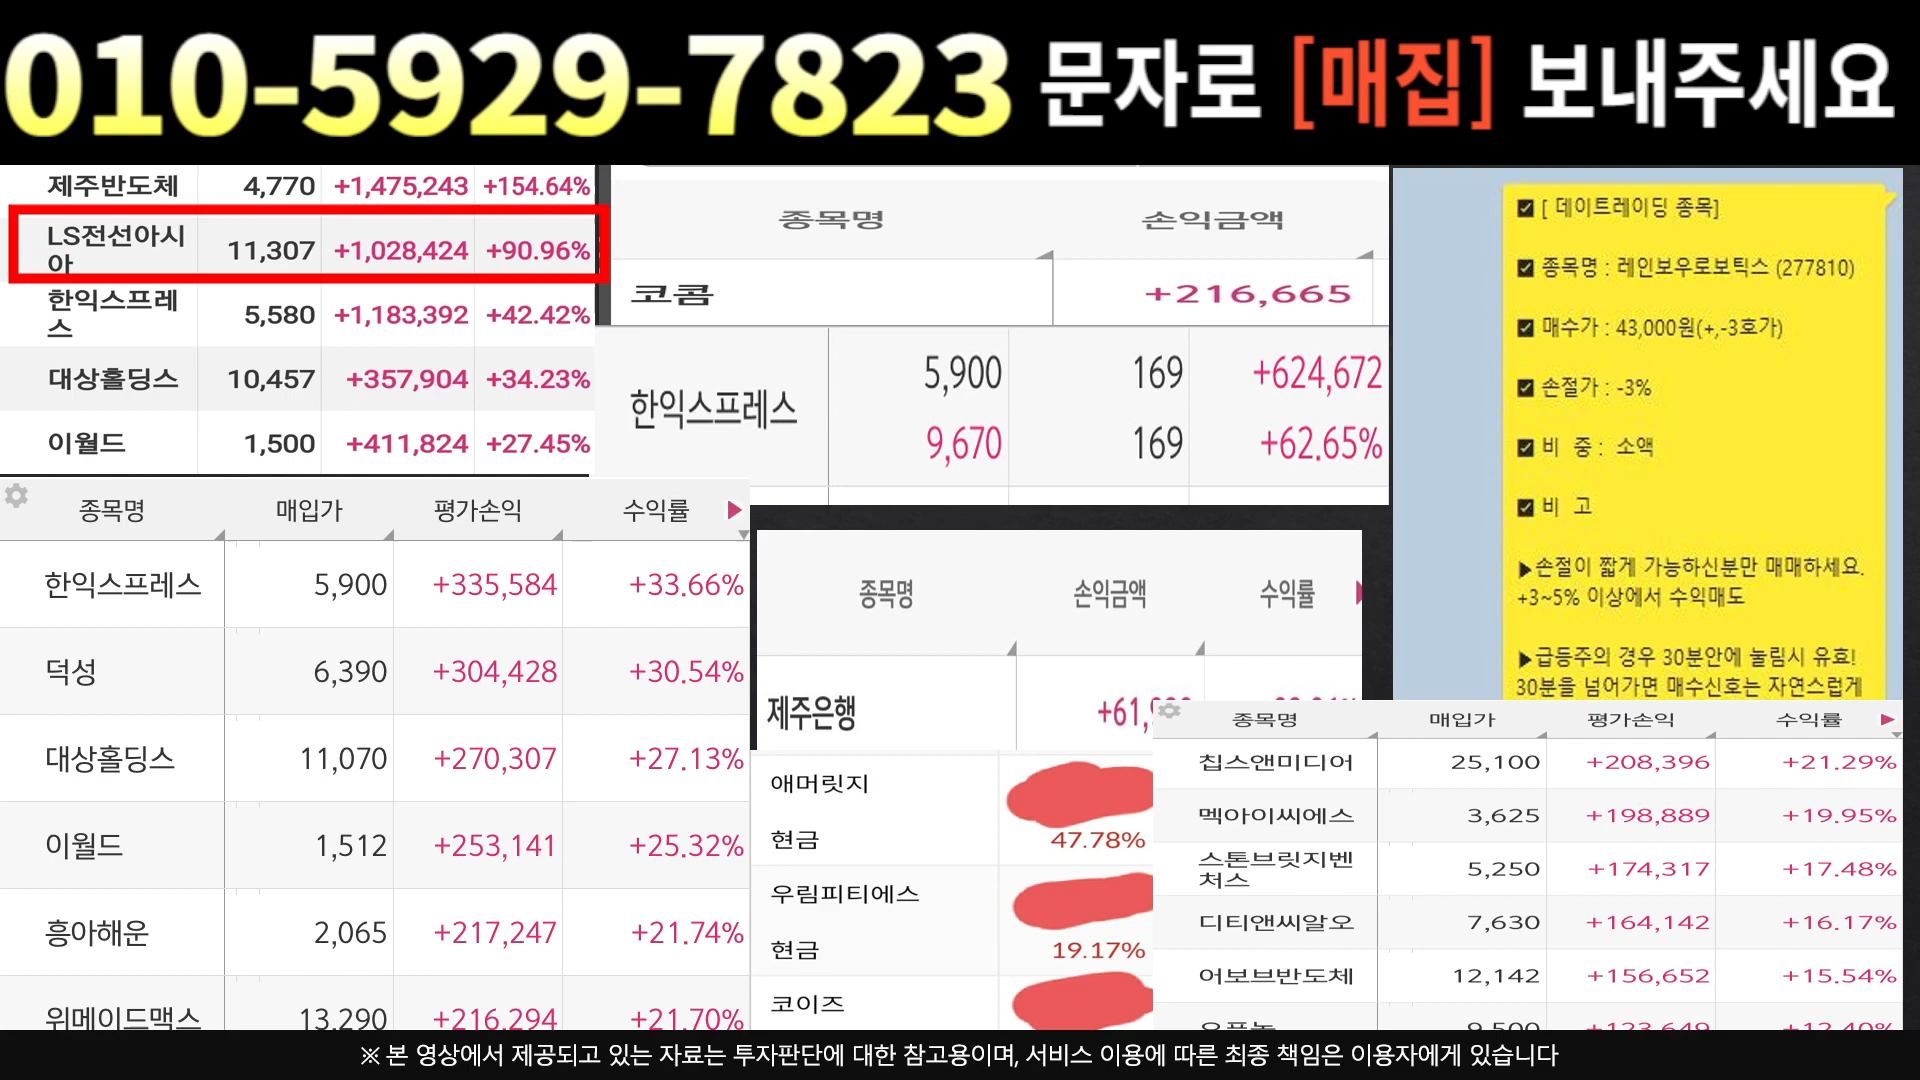 010-5929-7823 문자로 [매집] 보내주세요
제주반도체 4,770 +1,475,243 +154.64%
LS전선아시
아 11,307 +1,028,424 +90.96%
한익스프레
스 5,580 +1,183,392 +42.42%
대상홀딩스 10,457 +357,904 +34.23%
이월드 1,500 +411,824 +27.45%
종목명 손익금액
코콤 +216,665
한익스프레스 5,900 169 +624,672
9,670 169 +62.65%
☑ [ 데이트레이딩 종목]
☑ 종목명 : 레인보우로보틱스 (277810)
☑ 매수가 : 43,000원(+,-3호가)
☑ 손절가 : -3%
☑ 비 중 : 소액
☑ 비 고
▶손절이 짧게 가능하신분만 매매하세요.
+3~5% 이상에서 수익매도
▶급등주의 경우 30분안에 눌림시 유효!
30분을 넘어가면 매수신호는 자연스럽게
종목명 매입가 평가손익 수익률
한익스프레스 5,900 +335,584 +33.66%
덕성 6,390 +304,428 +30.54%
대상홀딩스 11,070 +270,307 +27.13%
이월드 1,512 +253,141 +25.32%
흥아해운 2,065 +217,247 +21.74%
위메이드맥스 13,290 +216,294 +21.70%
종목명 손익금액 수익률
제주은행
애머릿지
현금 47.78%
우림피티에스
현금 19.17%
코이즈
종목명 매입가 평가손익 수익률
칩스앤미디어 25,100 +208,396 +21.29%
멕아이씨에스 3,625 +198,889 +19.95%
스톤브릿지벤
처스 5,250 +174,317 +17.48%
디티앤씨알오 7,630 +164,142 +16.17%
어보브반도체 12,142 +156,652 +15.54%
※ 본 영상에서 제공되고 있는 자료는 투자판단에 대한 참고용이며, 서비스 이용에 따른 최종 책임은 이용자에게 있습니다